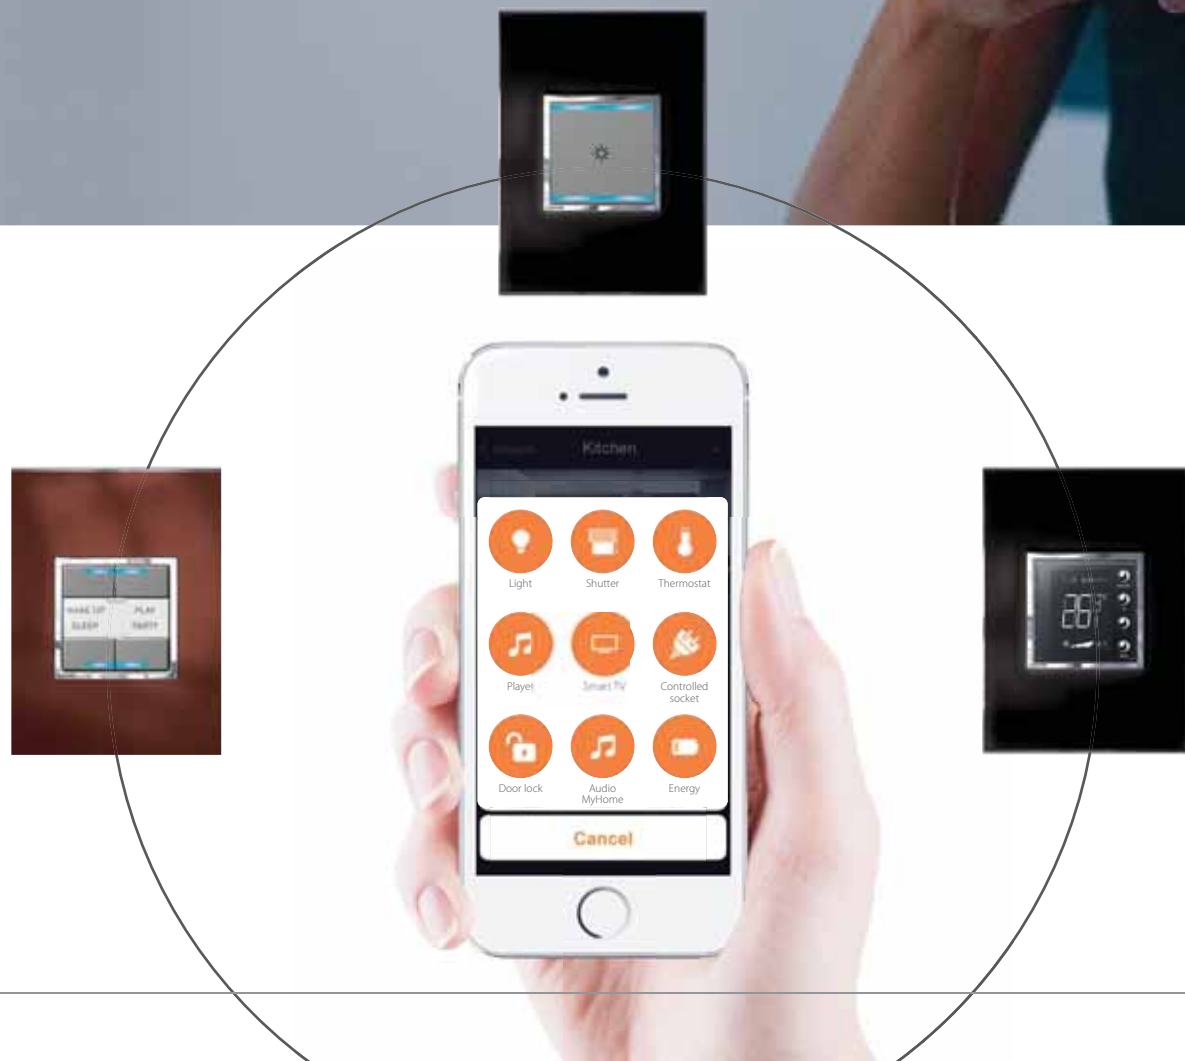 Kitchen
Light
Shutter
Thermostat
WAKE UP PLAY
SLEEP PARTY
26
Player
Smart TV
Controlled
socket
Door lock
Audio
MyHome
Energy
Cancel